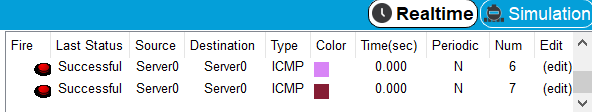 Realtime Simulation
Fire Last Status Source Destination Type Color Time(sec) Periodic Num Edit
Successful Server0 Server0 ICMP 0.000 N 6 (edit)
Successful Server0 Server0 ICMP 0.000 N 7 (edit)